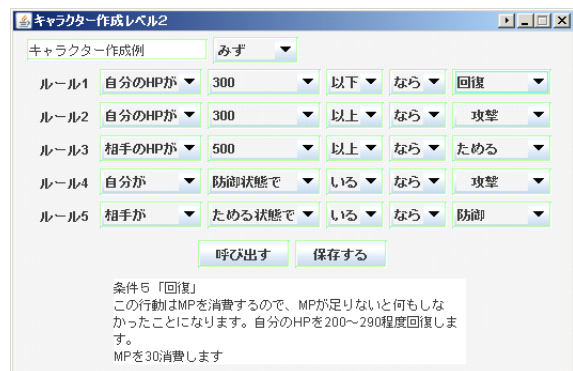 キャラクター作成レベル2
キャラクター作成例 みず
ルール1 自分のHPが 300 以下 なら 回復
ルール2 自分のHPが 300 以上 なら 攻撃
ルール3 相手のHPが 500 以上 なら ためる
ルール4 自分が 防御状態で いる なら 攻撃
ルール5 相手が ためる状態で いる なら 防御
呼び出す 保存する
条件5「回復」
この行動はMPを消費するので、MPが足りないと何もしな
かったことになります。自分のHPを200～290程度回復しま
す。
MPを30消費します